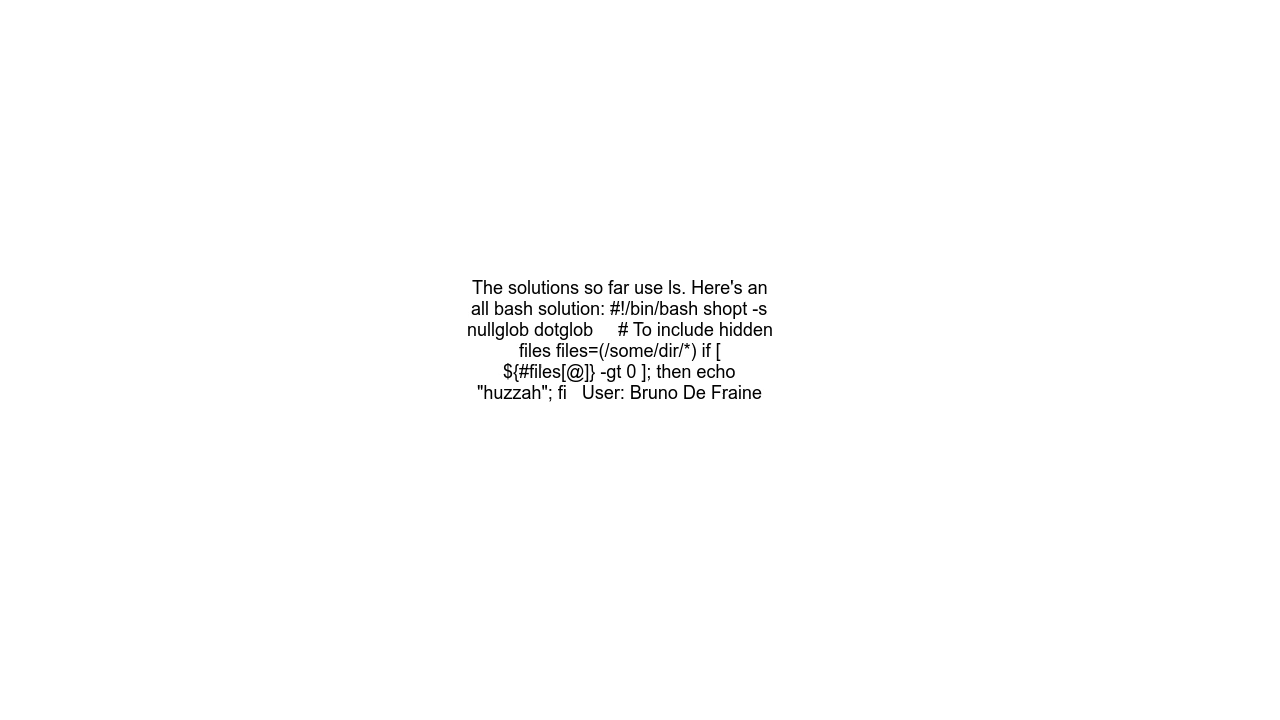 The solutions so far use ls. Here's an
all bash solution: #!/bin/bash shopt -s
nullglob dotglob     # To include hidden
files files=(/some/dir/*) if [
${#files[@]} -gt 0 ]; then echo
"huzzah"; fi   User: Bruno De Fraine